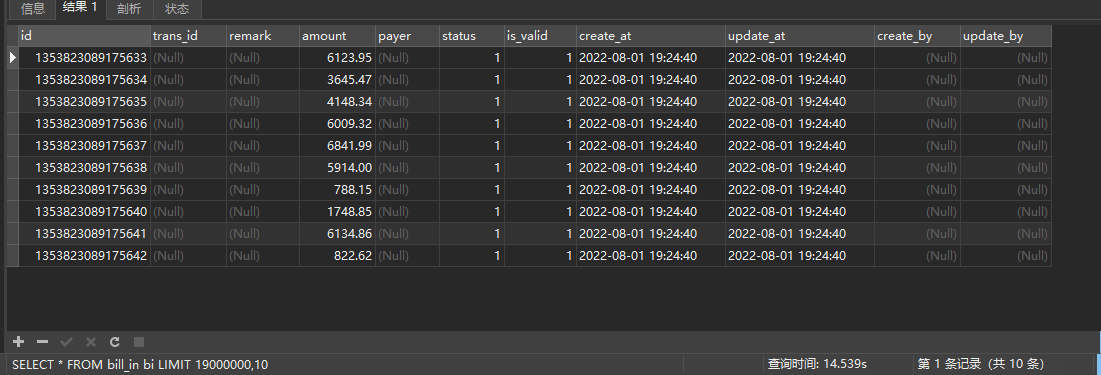 信息 结果 1 剖析 状态
id trans_id remark amount payer status is_valid create_at update_at create_by update_by
1353823089175633 (Null) (Null) 6123.95 (Null) 1 1 2022-08-01 19:24:40 2022-08-01 19:24:40 (Null) (Null)
1353823089175634 (Null) (Null) 3645.47 (Null) 1 1 2022-08-01 19:24:40 2022-08-01 19:24:40 (Null) (Null)
1353823089175635 (Null) (Null) 4148.34 (Null) 1 1 2022-08-01 19:24:40 2022-08-01 19:24:40 (Null) (Null)
1353823089175636 (Null) (Null) 6009.32 (Null) 1 1 2022-08-01 19:24:40 2022-08-01 19:24:40 (Null) (Null)
1353823089175637 (Null) (Null) 6841.99 (Null) 1 1 2022-08-01 19:24:40 2022-08-01 19:24:40 (Null) (Null)
1353823089175638 (Null) (Null) 5914.00 (Null) 1 1 2022-08-01 19:24:40 2022-08-01 19:24:40 (Null) (Null)
1353823089175639 (Null) (Null) 788.15 (Null) 1 1 2022-08-01 19:24:40 2022-08-01 19:24:40 (Null) (Null)
1353823089175640 (Null) (Null) 1748.85 (Null) 1 1 2022-08-01 19:24:40 2022-08-01 19:24:40 (Null) (Null)
1353823089175641 (Null) (Null) 6134.86 (Null) 1 1 2022-08-01 19:24:40 2022-08-01 19:24:40 (Null) (Null)
1353823089175642 (Null) (Null) 822.62 (Null) 1 1 2022-08-01 19:24:40 2022-08-01 19:24:40 (Null) (Null)
SELECT * FROM bill_in bi LIMIT 19000000,10 查询时间: 14.539s 第 1 条记录 (共 10 条)